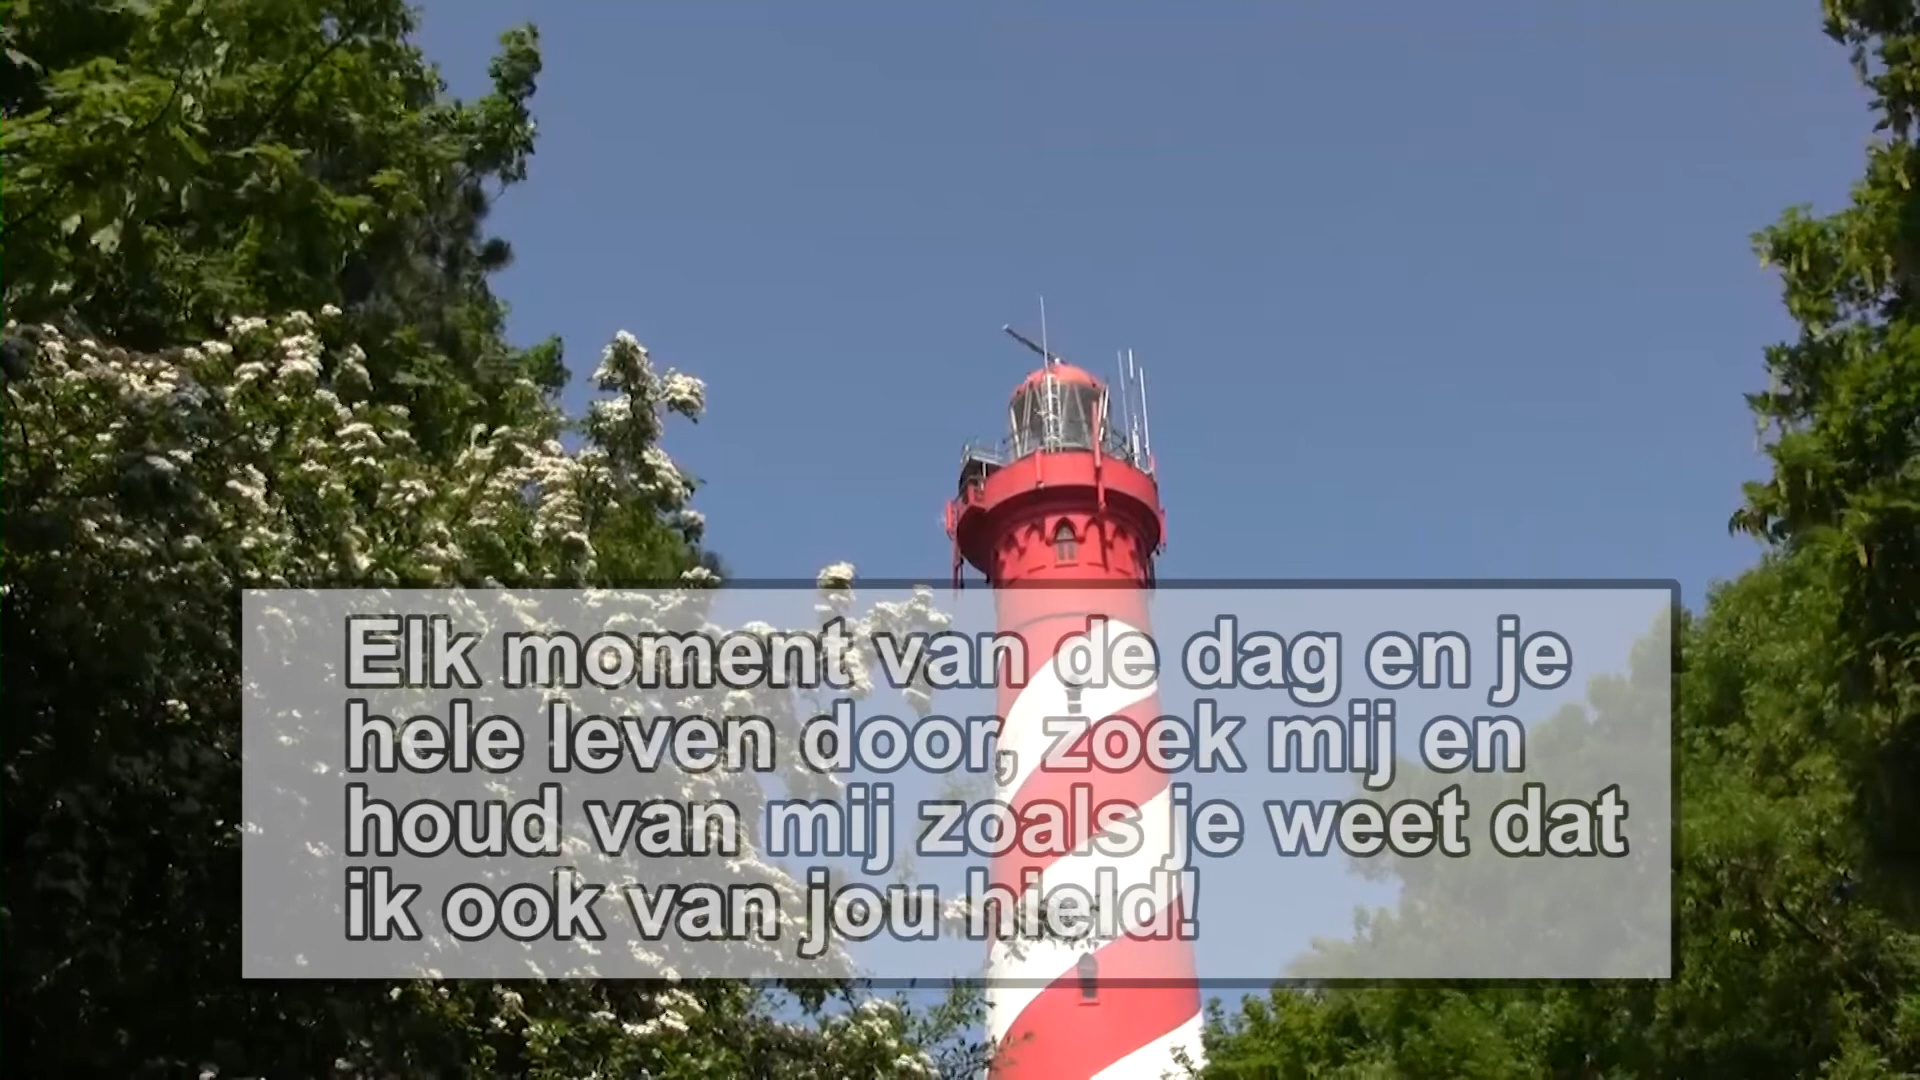 Elk moment van de dag en je
hele leven door, zoek mij en
houd van mij zoals je weet dat
ik ook van jou hield!